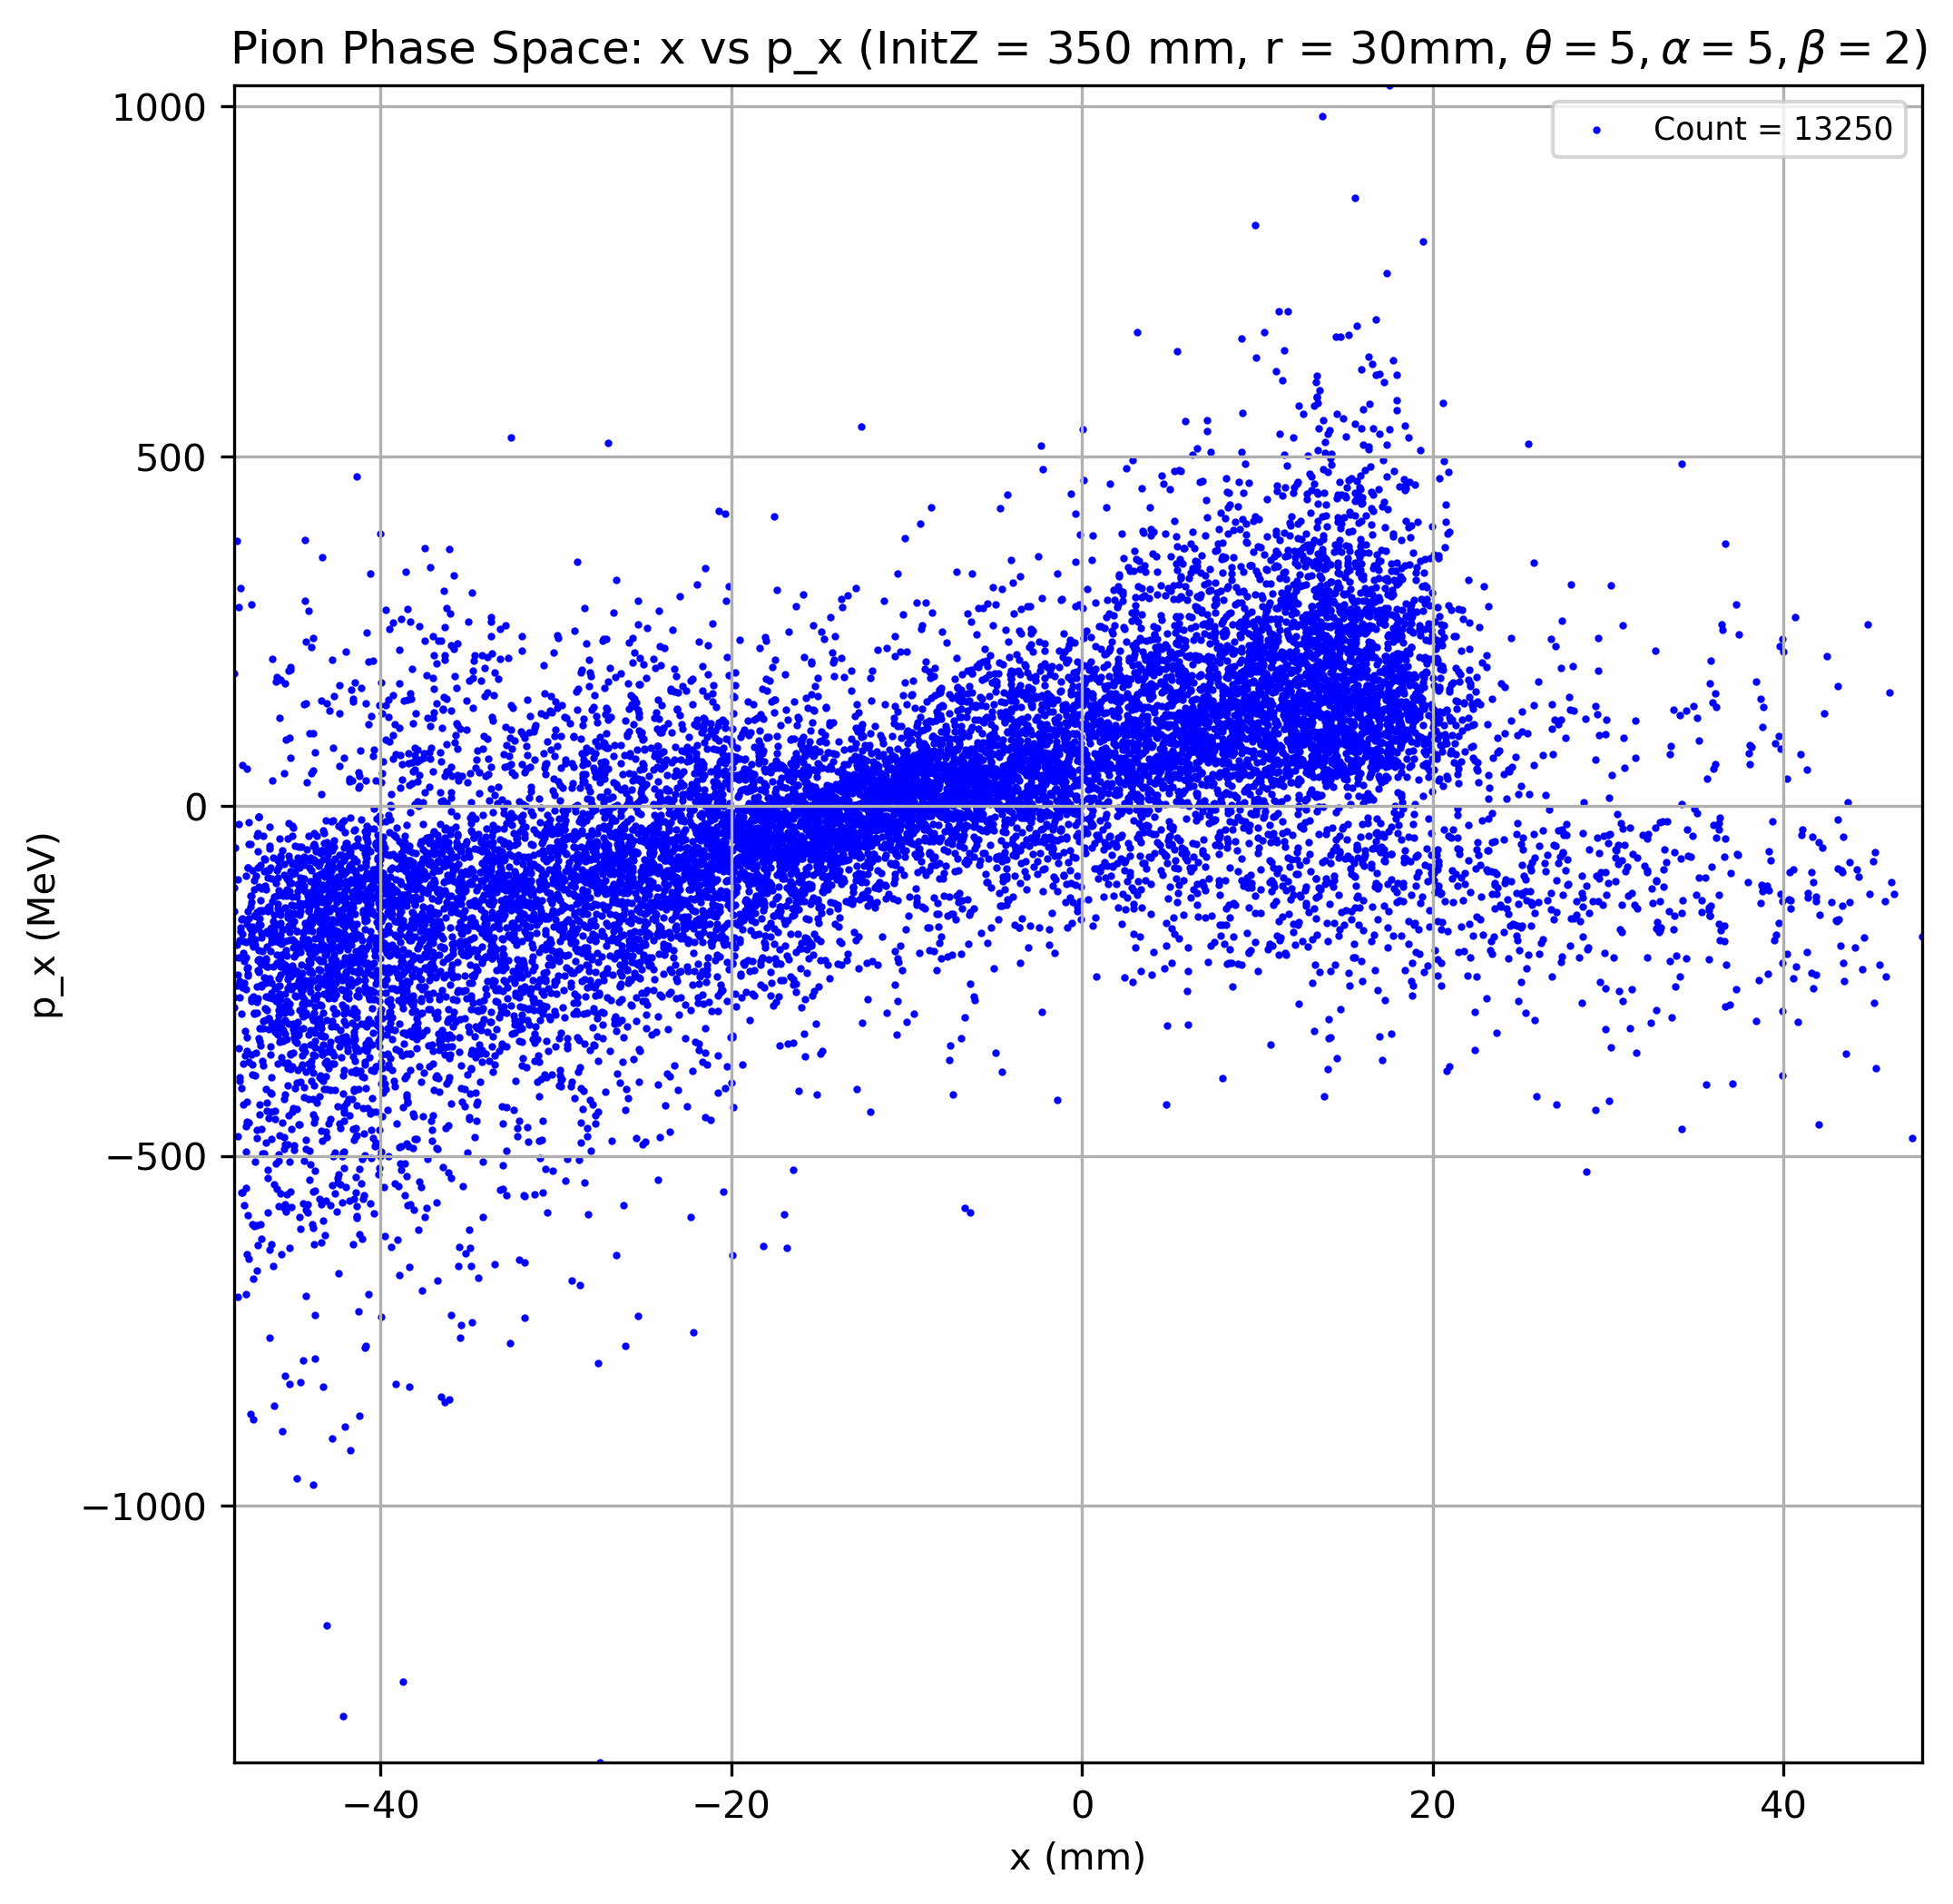 Pion Phase Space: x vs p_x (InitZ = 350 mm, r = 30mm, θ = 5, α = 5, β = 2)
Count = 13250
1000
500
0
−500
−1000
p_x (MeV)
−40
−20
0
20
40
x (mm)